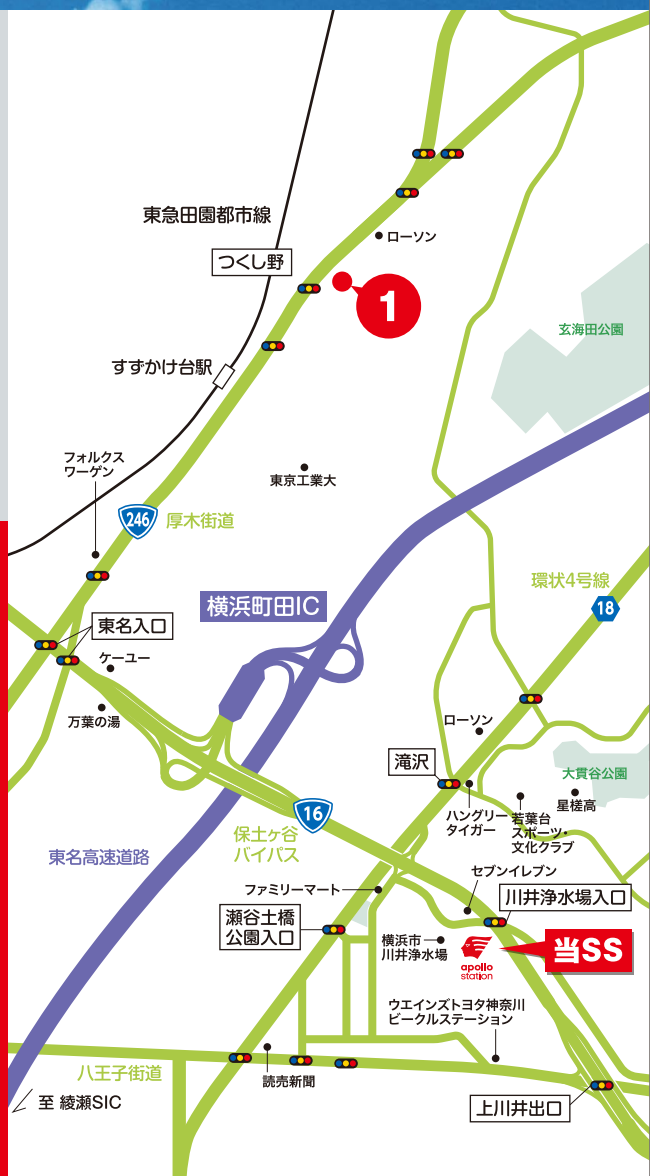 東急田園都市線
ローソン
つくし野
1
玄海田公園
すずかけ台駅
フォルクス
ワーゲン
東京工業大
246
厚木街道
環状4号線
18
横浜町田IC
東名入口
ケーユー
万葉の湯
ローソン
滝沢
大貫谷公園
星槎高
ハングリー
タイガー
若葉台
スポーツ・
文化クラブ
16
保土ヶ谷
バイパス
東名高速道路
セブンイレブン
ファミリーマート
川井浄水場入口
瀬谷土橋
公園入口
横浜市
川井浄水場
当SS
apollo
station
ウエインズトヨタ神奈川
ビークルステーション
八王子街道
読売新聞
至 綾瀬SIC
上川井出口